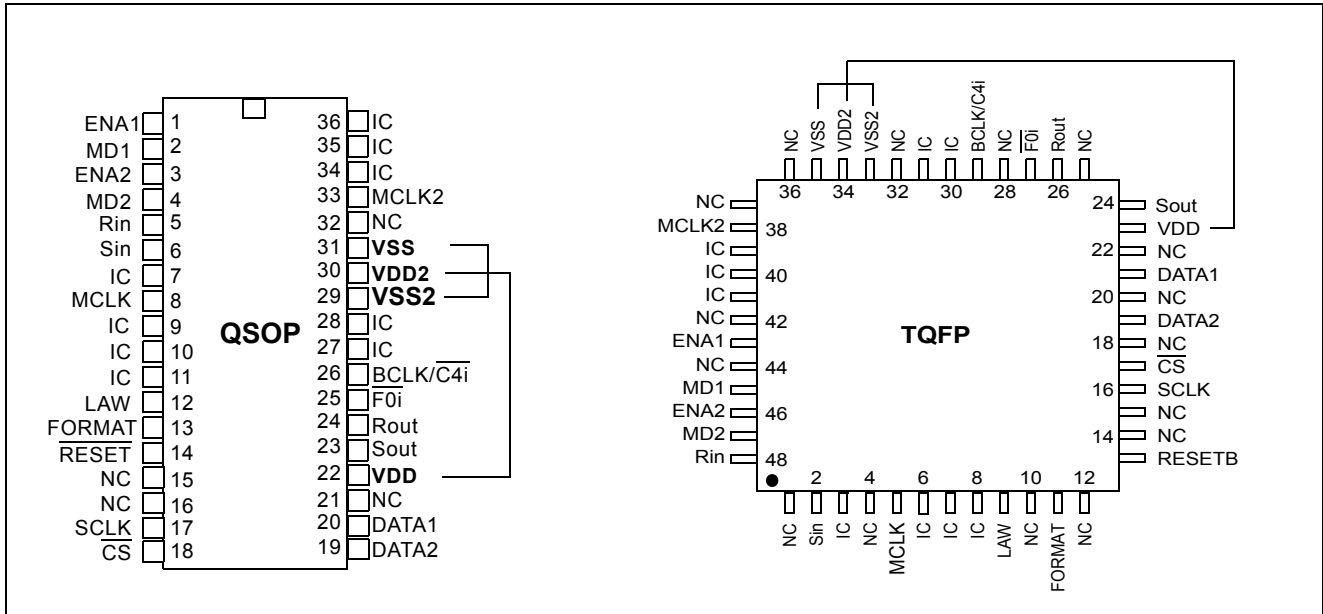 ENA1 1
MD1 2
ENA2 3
MD2 4
Rin 5
Sin 6
IC 7
MCLK 8
IC 9
IC 10
IC 11
LAW 12
FORMAT 13
RESET 14
NC 15
NC 16
SCLK 17
CS 18
QSOP
36 IC
35 IC
34 IC
33 MCLK2
32 NC
31 VSS
30 VDD2
29 VSS2
28 IC
27 IC
26 BCLK/C4i
25 F0i
24 Rout
23 Sout
22 VDD
21 NC
20 DATA1
19 DATA2
NC VSS VDD2 VSS2 NC IC IC BCLK/C4i NC F0i Rout NC
36 34 32 30 28 26
NC
MCLK2 38
IC
IC 40
IC
NC 42
ENA1
NC 44
MD1
ENA2 46
MD2
Rin 48
TQFP
24 Sout
VDD
22 NC
DATA1
20 NC
DATA2
18 NC
CS
16 SCLK
NC
14 NC
RESETB
2 4 6 8 10 12
NC Sin IC NC MCLK IC IC IC LAW NC FORMAT NC